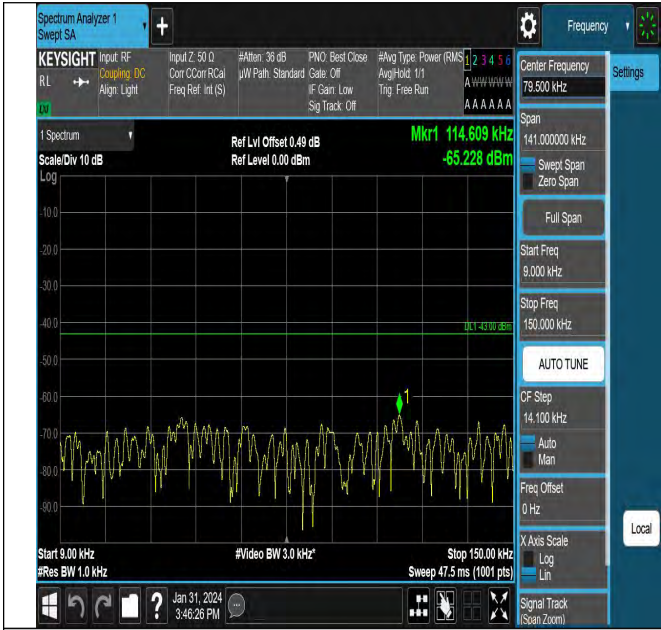 Spectrum Analyzer 1
Swept SA
+
Frequency
KEYSIGHT
RL
Input: RF
Coupling: DC
Align: Light
Input Z: 50 Ω
Corr CCorr RCal
Freq Ref: Int (S)
#Atten: 36 dB
µW Path: Standard
PNO: Best Close
Gate: Off
IF Gain: Low
Sig Track: Off
#Avg Type: Power (RMS
Avg|Hold: 1/1
Trig: Free Run
1 2 3 4 5 6
A W W W W W
A A A A A A
1 Spectrum
Scale/Div 10 dB
Log
Ref Lvl Offset 0.49 dB
Ref Level 0.00 dBm
Mkr1 114.609 kHz
-65.228 dBm
-10.0
-20.0
-30.0
-40.0
-50.0
-60.0
-70.0
-80.0
-90.0
DL1 -43.00 dBm
1
Start 9.00 kHz
#Res BW 1.0 kHz
#Video BW 3.0 kHz*
Stop 150.00 kHz
Sweep 47.5 ms (1001 pts)
Jan 31, 2024
3:46:26 PM
Center Frequency
79.500 kHz
Settings
Span
141.000000 kHz
Swept Span
Zero Span
Full Span
Start Freq
9.000 kHz
Stop Freq
150.000 kHz
AUTO TUNE
CF Step
14.100 kHz
Auto
Man
Freq Offset
0 Hz
X Axis Scale
Log
Lin
Local
Signal Track
(Span Zoom)